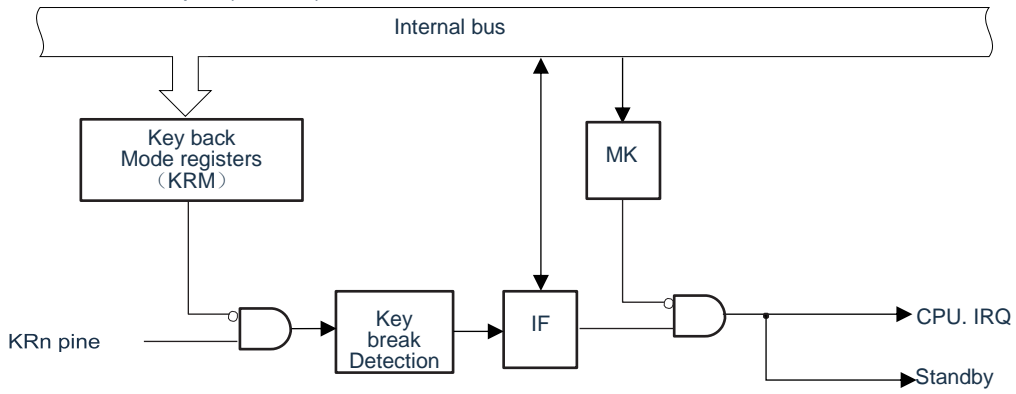 Internal bus
Key back
Mode registers
（KRM）
MK
KRn pine
Key
break
Detection
IF
CPU. IRQ
Standby